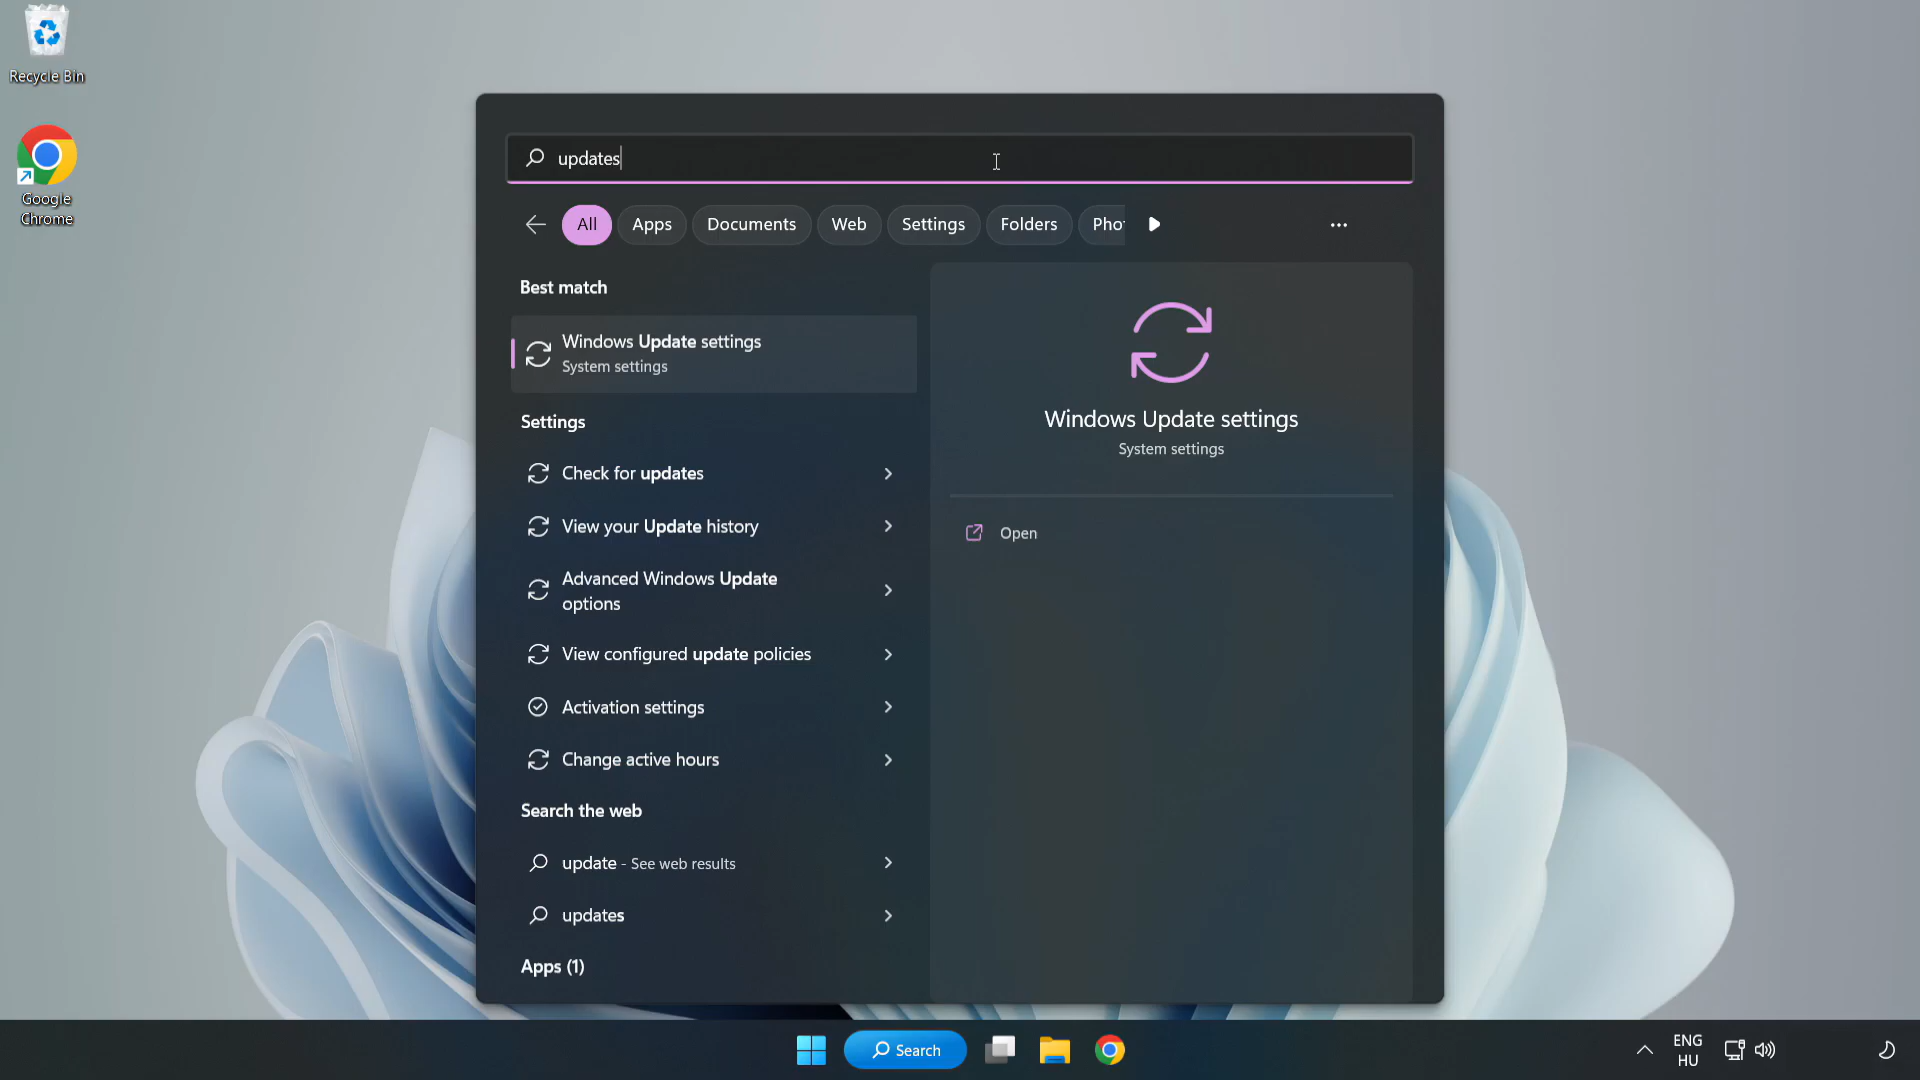 Recycle Bin
Google
Chrome
updates
All
Apps
Documents
Web
Settings
Folders
Pho
Best match
Windows Update settings
System settings
Settings
Check for updates
View your Update history
Advanced Windows Update
options
View configured update policies
Activation settings
Change active hours
Search the web
update - See web results
updates
Apps (1)
Windows Update settings
System settings
Open
Search
ENG
HU